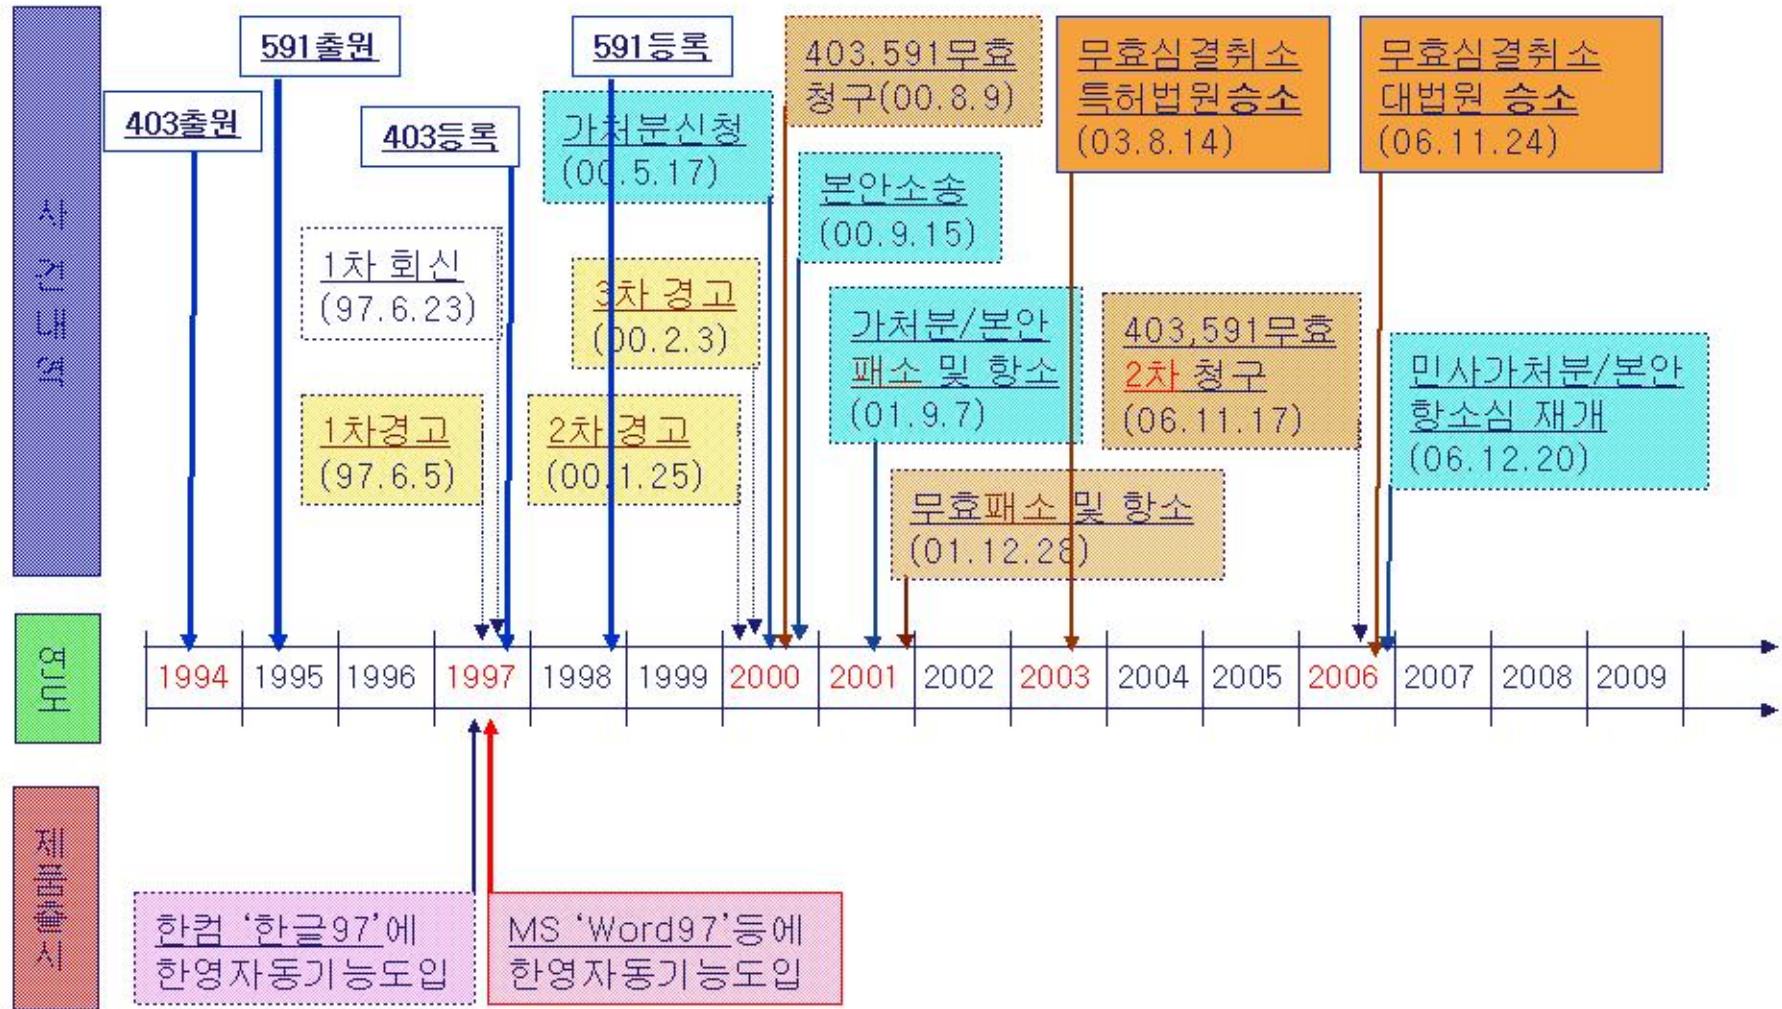 사건내역
591출원
591등록
403.591무효
청구(00.8.9)
무효심결취소
특허법원승소
(03.8.14)
무효심결취소
대법원 승소
(06.11.24)
403출원
403등록
가처분신청
(00.5.17)
본안소송
(00.9.15)
1차 회신
(97.6.23)
3차 경고
(00.2.3)
가처분/본안
패소 및 항소
(01.9.7)
403,591무효
2차 청구
(06.11.17)
민사가처분/본안
항소심 재개
(06.12.20)
1차경고
(97.6.5)
2차 경고
(00.1.25)
무효패소 및 항소
(01.12.28)
연도
1994 1995 1996 1997 1998 1999 2000 2001 2002 2003 2004 2005 2006 2007 2008 2009
제품출시
한컴 ‘한글97’에
한영자동기능도입
MS ‘Word97’등에
한영자동기능도입